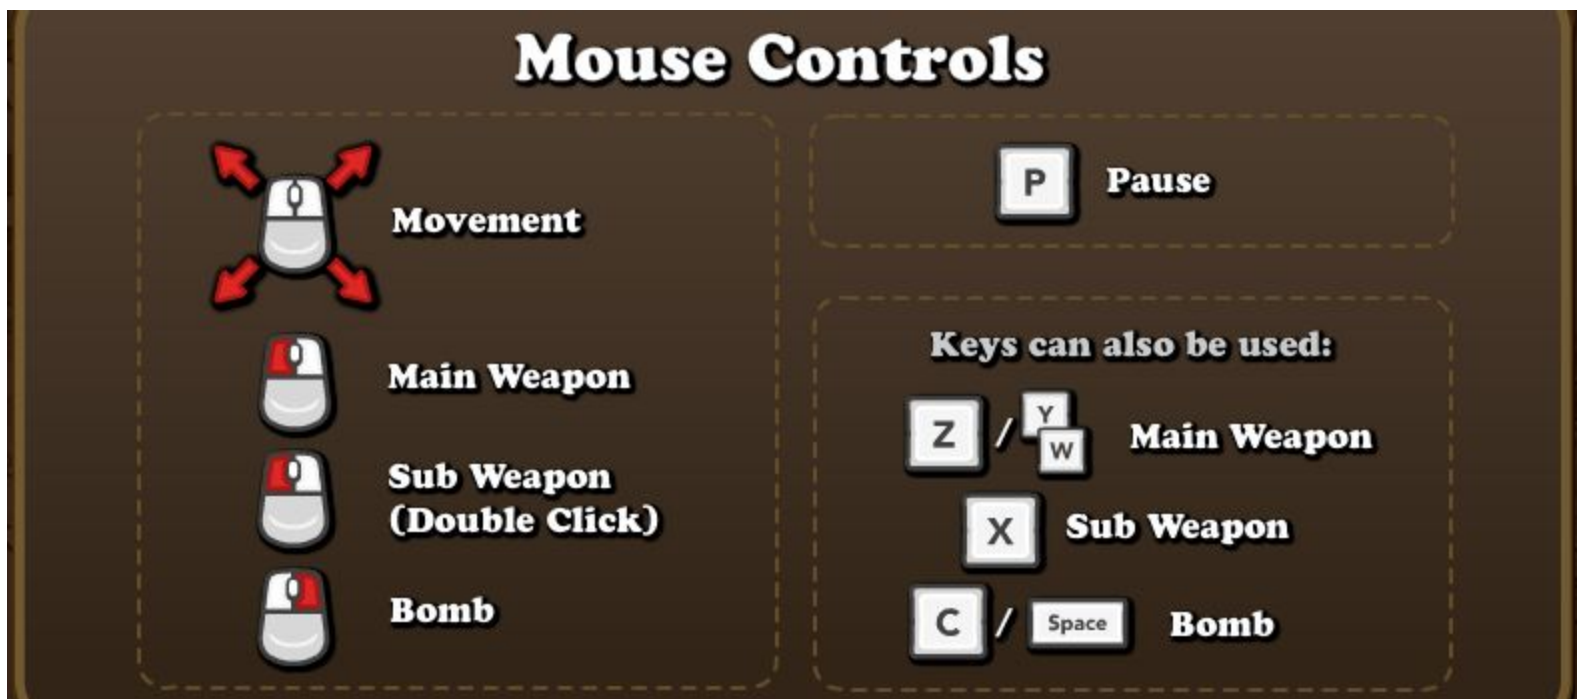 Mouse Controls
Movement
Main Weapon
Sub Weapon
(Double Click)
Bomb
P Pause
Keys can also be used:
Z / Y W Main Weapon
X Sub Weapon
C / Space Bomb